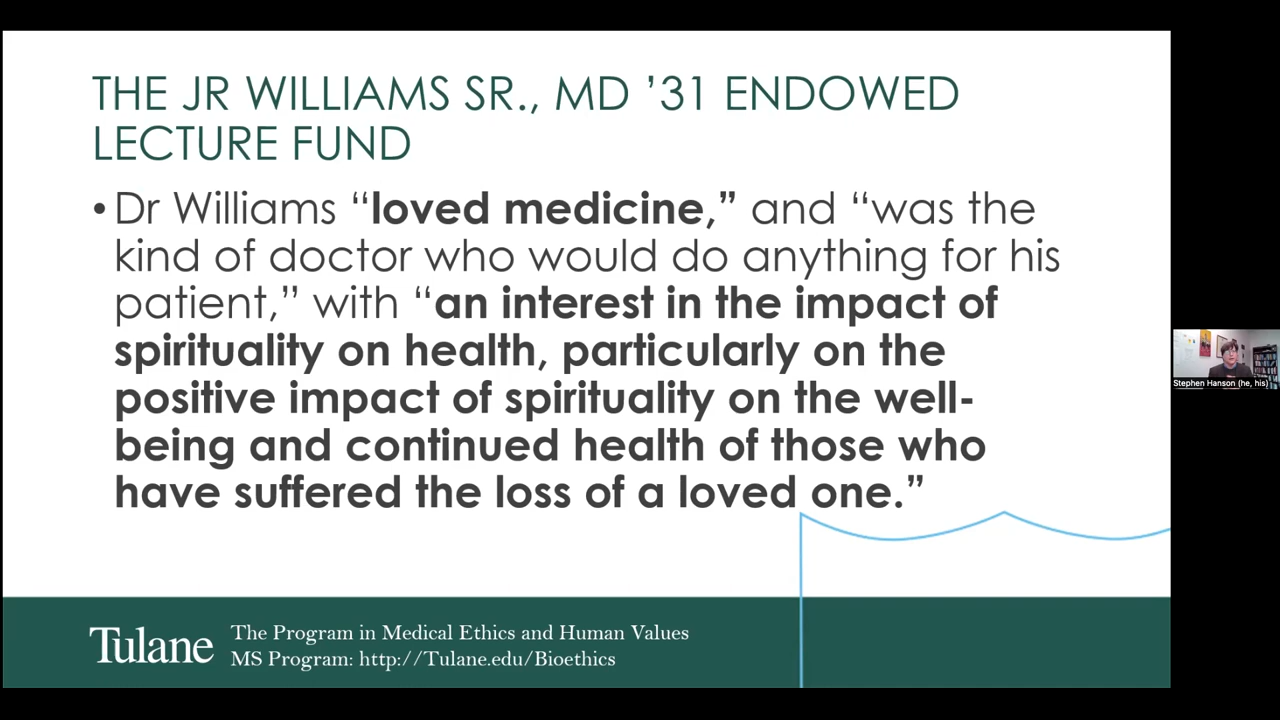 THE JR WILLIAMS SR., MD ’31 ENDOWED
LECTURE FUND
• Dr Williams “loved medicine,” and “was the
kind of doctor who would do anything for his
patient,” with “an interest in the impact of
spirituality on health, particularly on the
positive impact of spirituality on the well-
being and continued health of those who
have suffered the loss of a loved one.”
Stephen Hanson (he, his)
Tulane
The Program in Medical Ethics and Human Values
MS Program: http://Tulane.edu/Bioethics